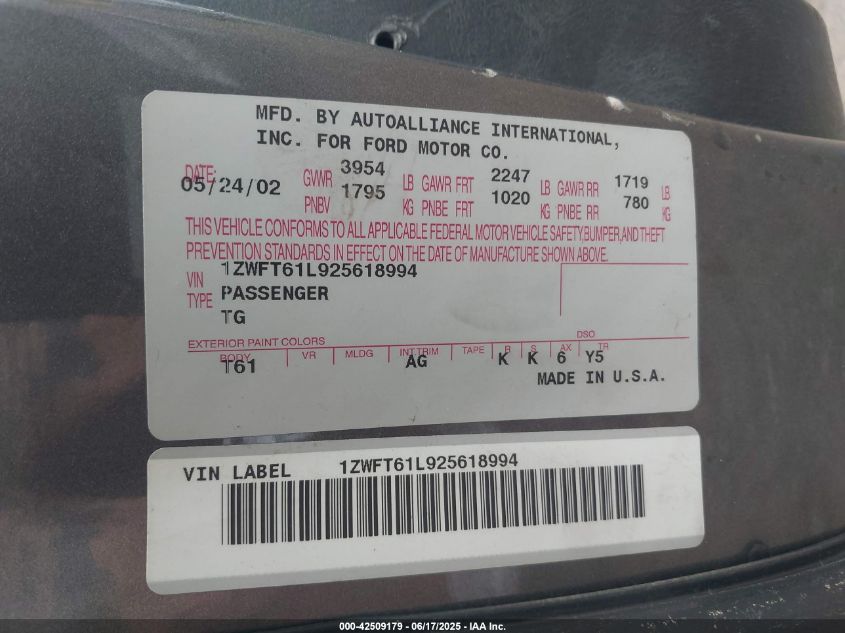 MFD. BY AUTOALLIANCE INTERNATIONAL,
INC. FOR FORD MOTOR CO.
DATE: 05/24/02 GVWR 3954 LB GAWR FRT 2247 LB GAWR RR 1719 LB
PNBV 1795 KG PNBE FRT 1020 KG PNBE RR 780 KG
THIS VEHICLE CONFORMS TO ALL APPLICABLE FEDERAL MOTOR VEHICLE SAFETY,BUMPER,AND THEFT
PREVENTION STANDARDS IN EFFECT ON THE DATE OF MANUFACTURE SHOWN ABOVE.
VIN 1ZWFT61L925618994
TYPE PASSENGER
TG
EXTERIOR PAINT COLORS DSO
BODY VR MLDG INT TRIM TAPE R S AX TR
T61 AG K K 6 Y5
MADE IN U.S.A.
VIN LABEL 1ZWFT61L925618994
000-42509179 - 06/17/2025 - IAA Inc.